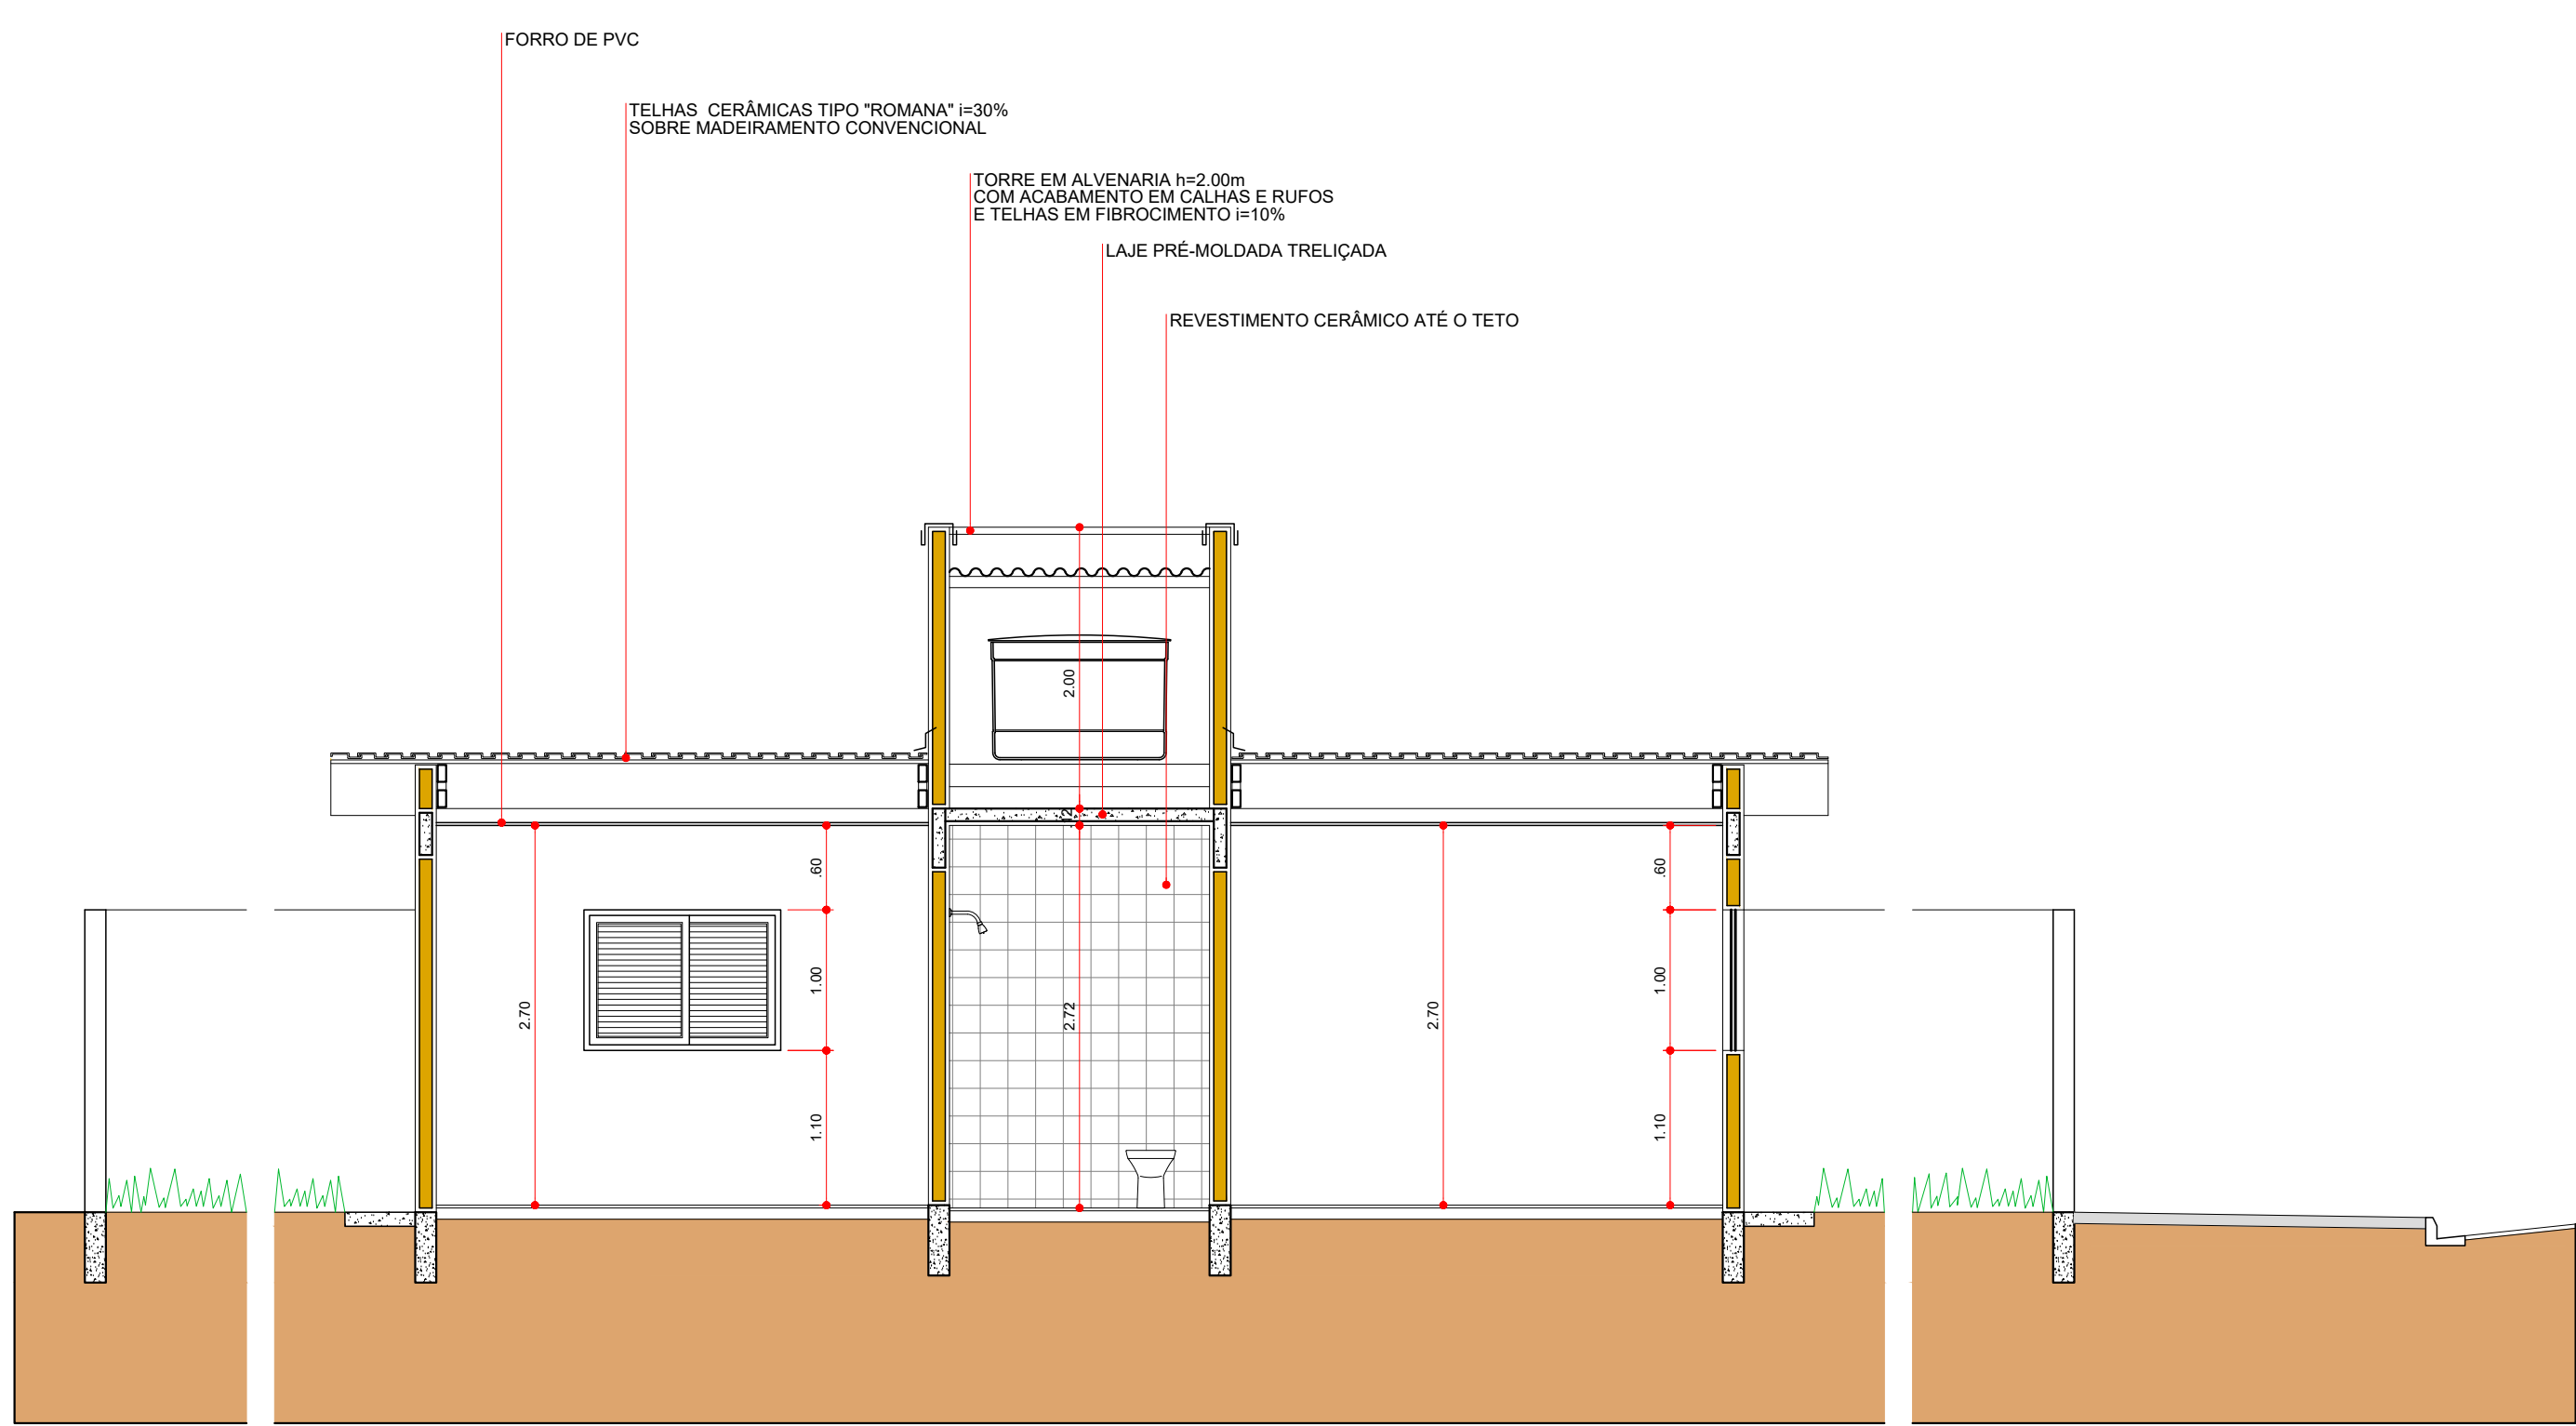 FORRO DE PVC
TELHAS CERÂMICAS TIPO "ROMANA" i=30%
SOBRE MADEIRAMENTO CONVENCIONAL
TORRE EM ALVENARIA h=2.00m
COM ACABAMENTO EM CALHAS E RUFOS
E TELHAS EM FIBROCIMENTO i=10%
LAJE PRÉ-MOLDADA TRELIÇADA
REVESTIMENTO CERÂMICO ATÉ O TETO
2.00
.60
.60
1.00
1.00
2.70
2.72
2.70
1.10
1.10